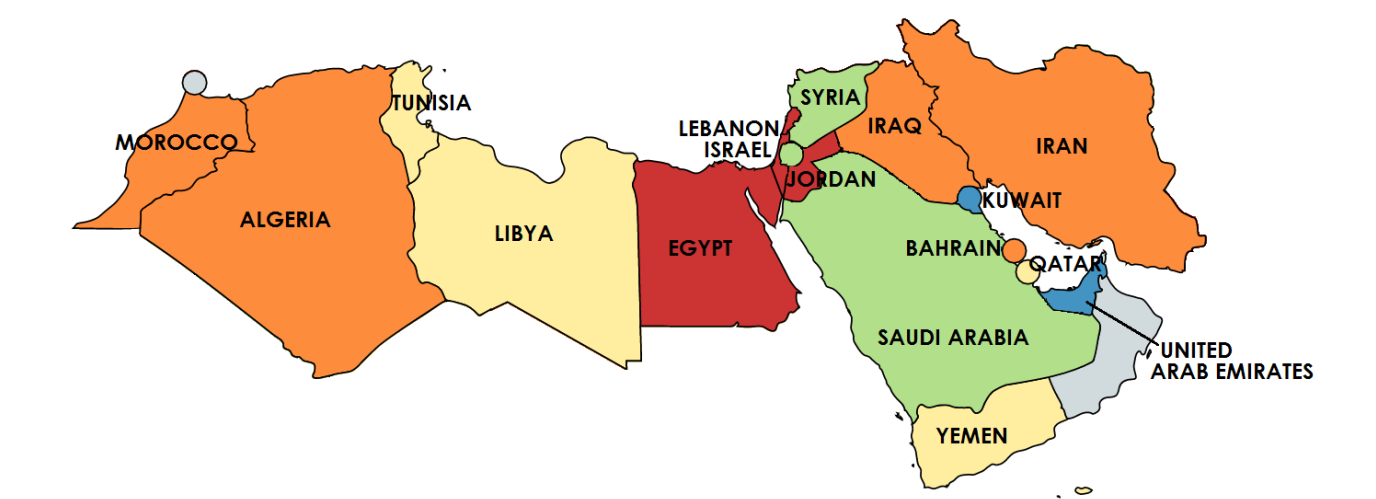 TUNISIA
SYRIA
MOROCCO
LEBANON
ISRAEL
IRAQ
IRAN
JORDAN
KUWAIT
ALGERIA
LIBYA
EGYPT
BAHRAIN
QATAR
SAUDI ARABIA
UNITED
ARAB EMIRATES
YEMEN